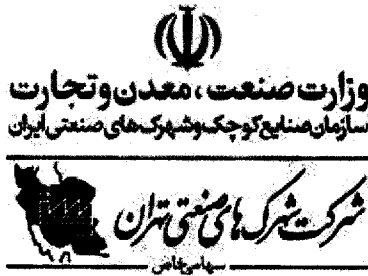 وزارت صنعت، معدن و تجارت
سازمان صنایع کوچک و شهرک‌های صنعتی ایران
شرکت شهرک‌های صنعتی تهران
سهامی خاص